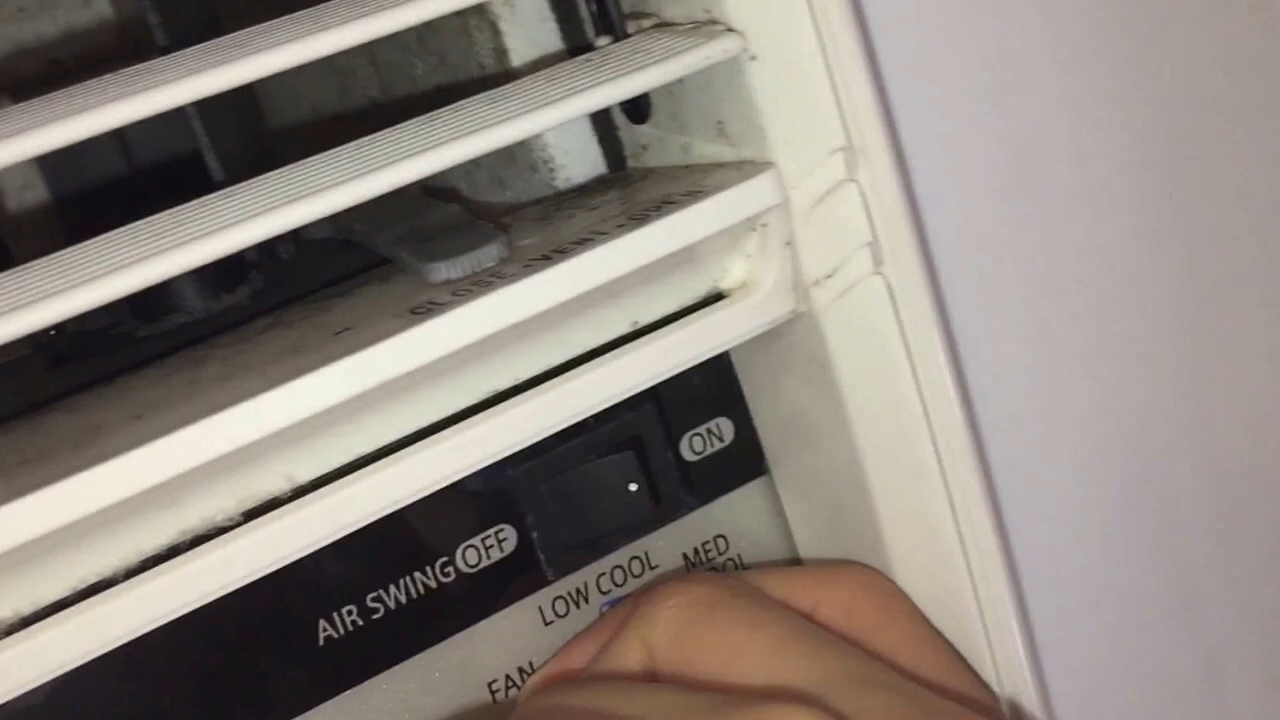 CLOSE - VENT - OPEN
ON
AIR SWING OFF
LOW COOL
MED
FAN